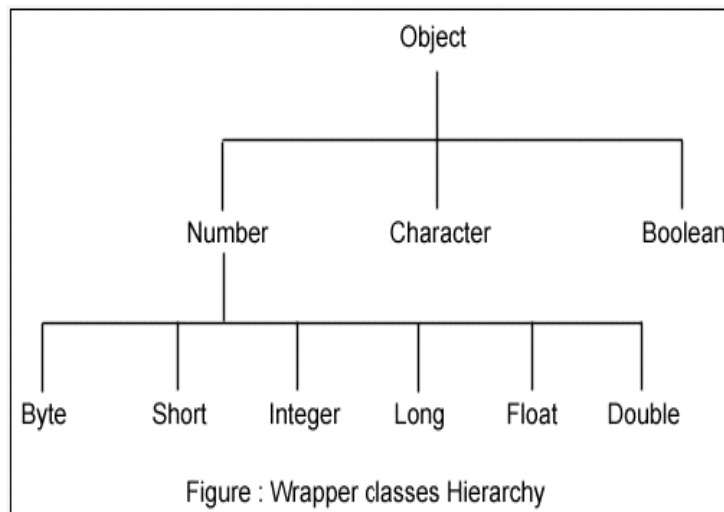 Object
Number Character Boolean
Byte Short Integer Long Float Double
Figure : Wrapper classes Hierarchy